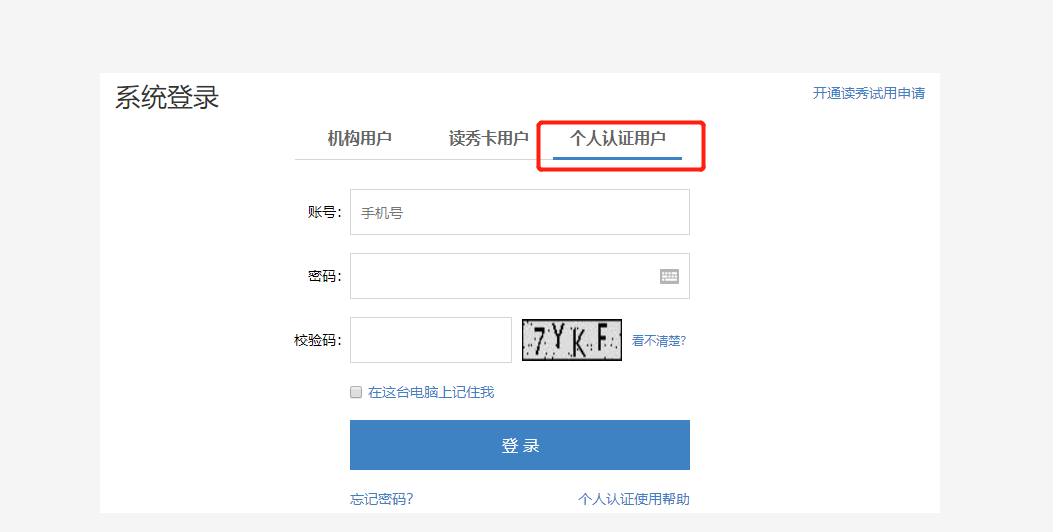 系统登录
开通读秀试用申请
机构用户 读秀卡用户 个人认证用户
账号： 手机号
密码：
校验码： 7YKF 看不清楚?
在这台电脑上记住我
登 录
忘记密码? 个人认证使用帮助